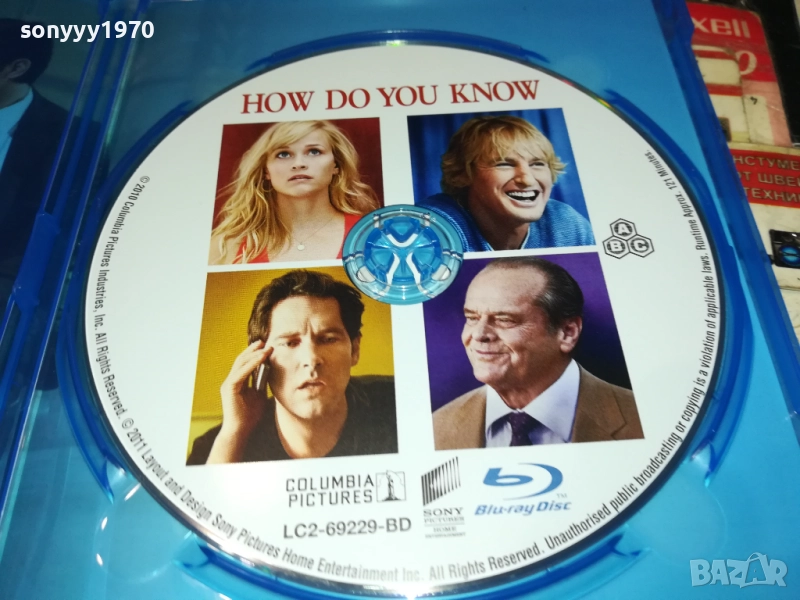 sonyyy1970
HOW DO YOU KNOW
A
B C
COLUMBIA
PICTURES
SONY
PICTURES
HOME
ENTERTAINMENT
Blu-ray Disc
TM
LC2-69229-BD
© 2010 Columbia Pictures Industries, Inc. All Rights Reserved. © 2011 Layout and Design Sony Pictures Home Entertainment Inc. All Rights Reserved. Unauthorised public broadcasting or copying is a violation of applicable laws. Runtime Approx. 121 Minutes.
xell
BAZAR